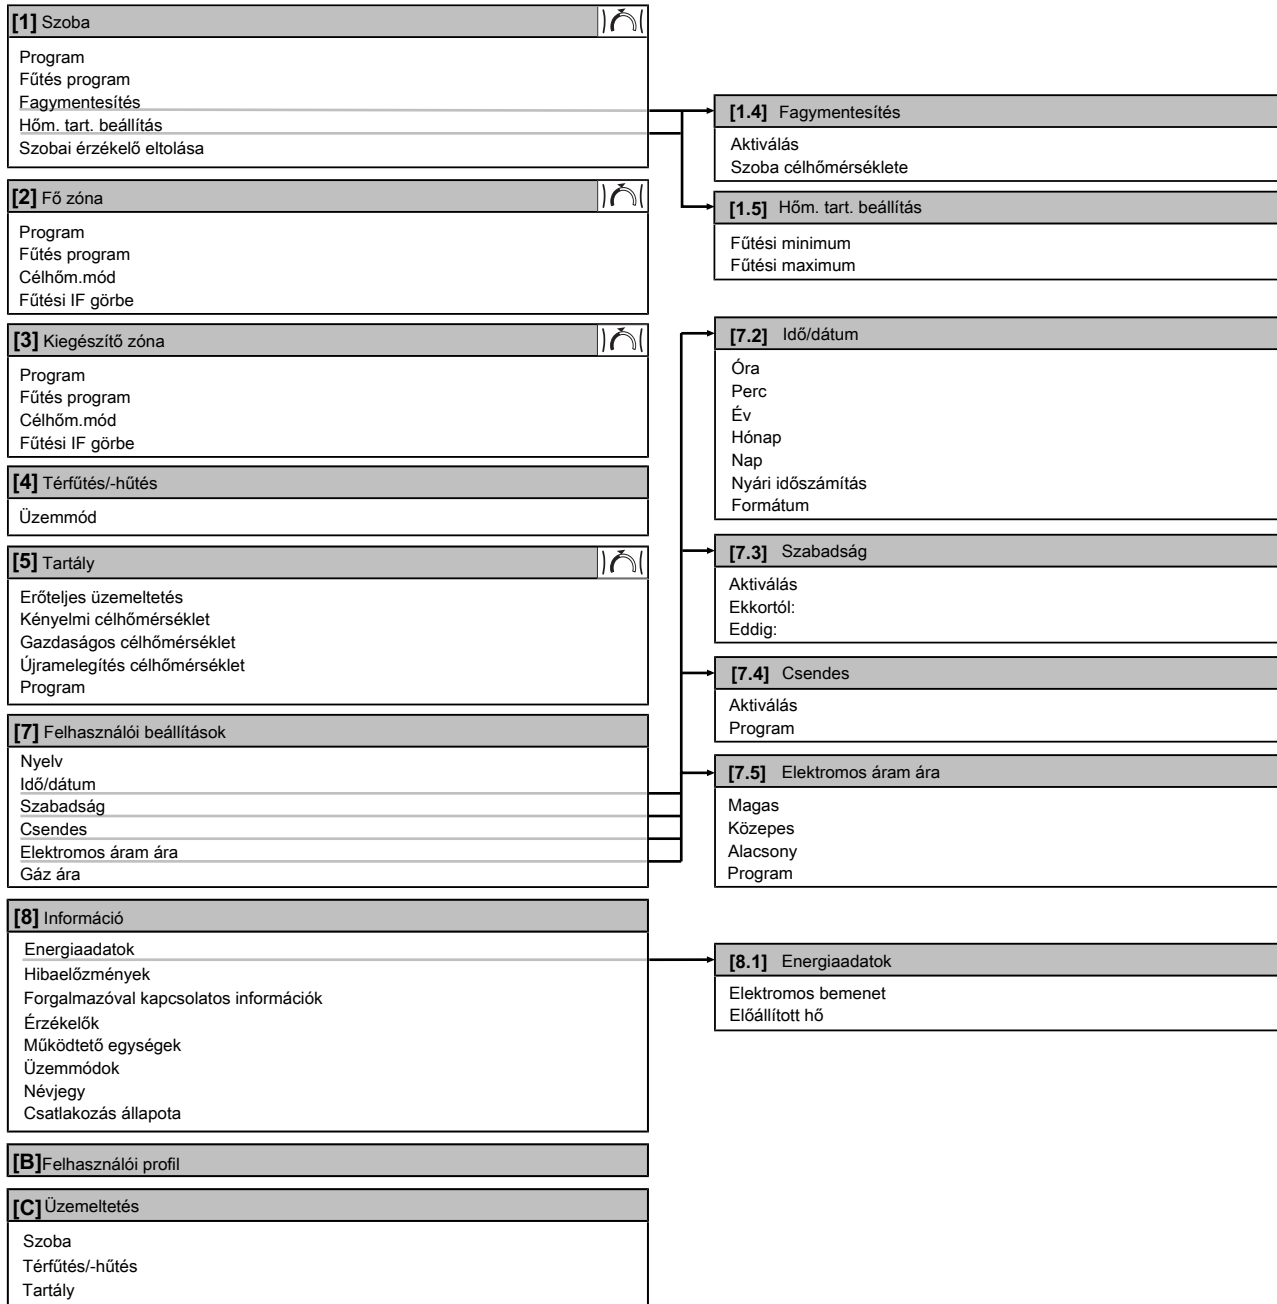 [1] Szoba
Program
Fűtés program
Fagymentesítés
Hőm. tart. beállítás
Szobai érzékelő eltolása
[1.4] Fagymentesítés
Aktiválás
Szoba célhőmérséklete
[1.5] Hőm. tart. beállítás
Fűtési minimum
Fűtési maximum
[2] Fő zóna
Program
Fűtés program
Célhőm.mód
Fűtési IF görbe
[3] Kiegészítő zóna
Program
Fűtés program
Célhőm.mód
Fűtési IF görbe
[4] Térfűtés/-hűtés
Üzemmód
[5] Tartály
Erőteljes üzemeltetés
Kényelmi célhőmérséklet
Gazdaságos célhőmérséklet
Újramelegítés célhőmérséklet
Program
[7] Felhasználói beállítások
Nyelv
Idő/dátum
Szabadság
Csendes
Elektromos áram ára
Gáz ára
[7.2] Idő/dátum
Óra
Perc
Év
Hónap
Nap
Nyári időszámítás
Formátum
[7.3] Szabadság
Aktiválás
Ekkortól:
Eddig:
[7.4] Csendes
Aktiválás
Program
[7.5] Elektromos áram ára
Magas
Közepes
Alacsony
Program
[8] Információ
Energiaadatok
Hibaelőzmények
Forgalmazóval kapcsolatos információk
Érzékelők
Működtető egységek
Üzemmódok
Névjegy
Csatlakozás állapota
[8.1] Energiaadatok
Elektromos bemenet
Előállított hő
[B] Felhasználói profil
[C] Üzemeltetés
Szoba
Térfűtés/-hűtés
Tartály